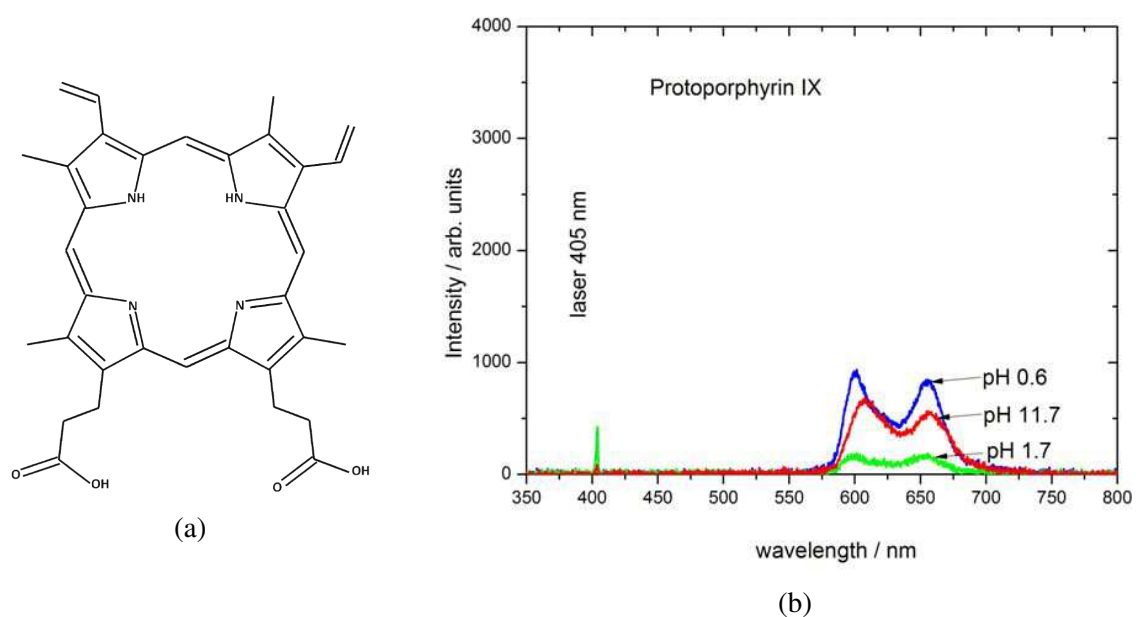 NH
HN
N
N
O
OH
OH
O
(a)
4000
3000
2000
1000
0
Intensity / arb. units
Protoporphyrin IX
laser 405 nm
pH 0.6
pH 11.7
pH 1.7
350 400 450 500 550 600 650 700 750 800
wavelength / nm
(b)